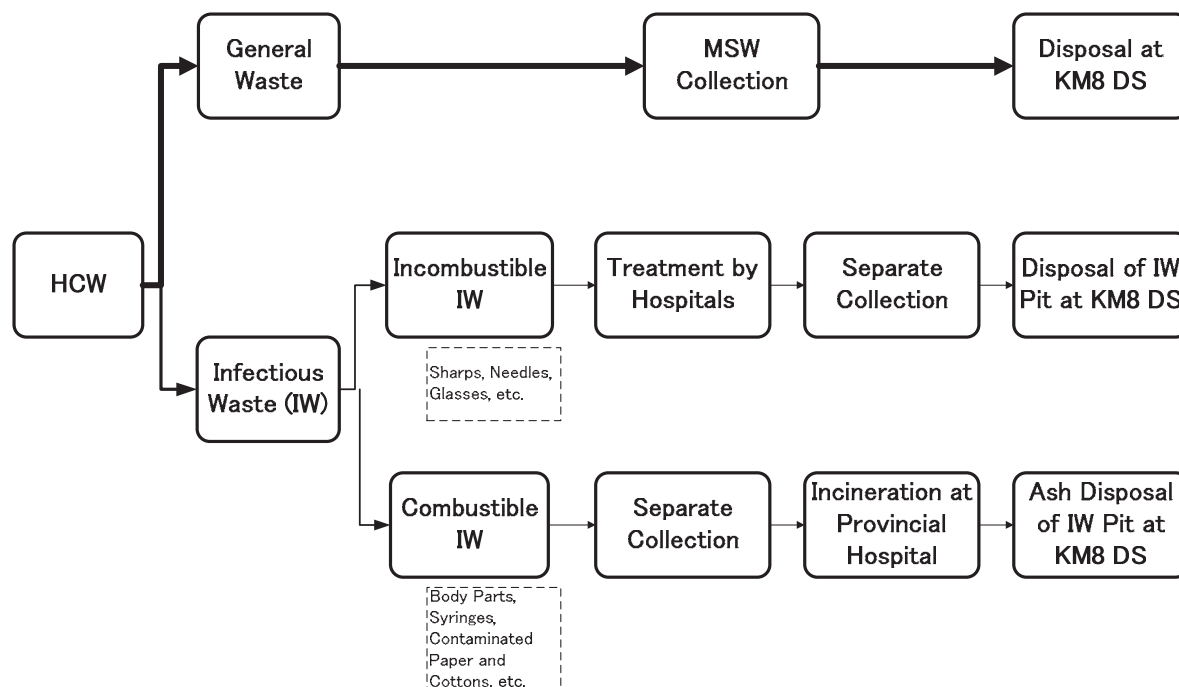 General
Waste
MSW
Collection
Disposal at
KM8 DS
HCW
Incombustible
IW
Treatment by
Hospitals
Separate
Collection
Disposal of IW
Pit at KM8 DS
Sharps, Needles,
Glasses, etc.
Infectious
Waste (IW)
Combustible
IW
Separate
Collection
Incineration at
Provincial
Hospital
Ash Disposal
of IW Pit at
KM8 DS
Body Parts,
Syringes,
Contaminated
Paper and
Cottons, etc.